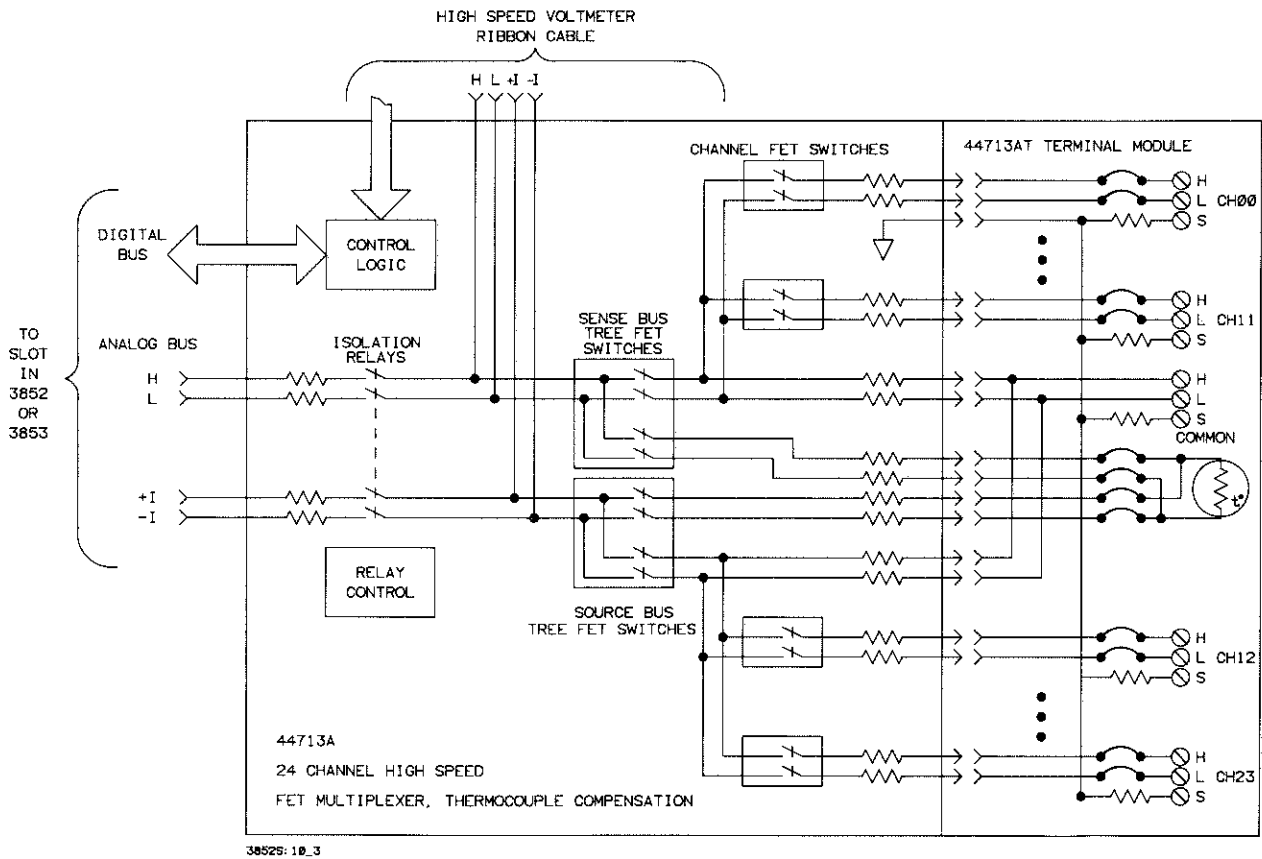 HIGH SPEED VOLTMETER
RIBBON CABLE
H L +I -I
CHANNEL FET SWITCHES
44713AT TERMINAL MODULE
H
L CH00
S
DIGITAL
BUS
CONTROL
LOGIC
H
L CH11
S
TO
SLOT
IN
3852
OR
3853
ANALOG BUS
ISOLATION
RELAYS
SENSE BUS
TREE FET
SWITCHES
H
L
H
L
S
COMMON
+I
-I
t°
RELAY
CONTROL
SOURCE BUS
TREE FET SWITCHES
H
L CH12
S
44713A
24 CHANNEL HIGH SPEED
FET MULTIPLEXER, THERMOCOUPLE COMPENSATION
H
L CH23
S
3852S:10_3